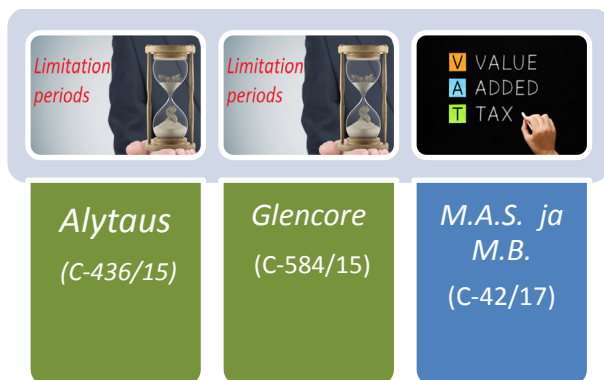 Limitation
periods
Limitation
periods
V VALUE
A ADDED
T TAX
Alytaus
(C-436/15)
Glencore
(C-584/15)
M.A.S. ja
M.B.
(C-42/17)